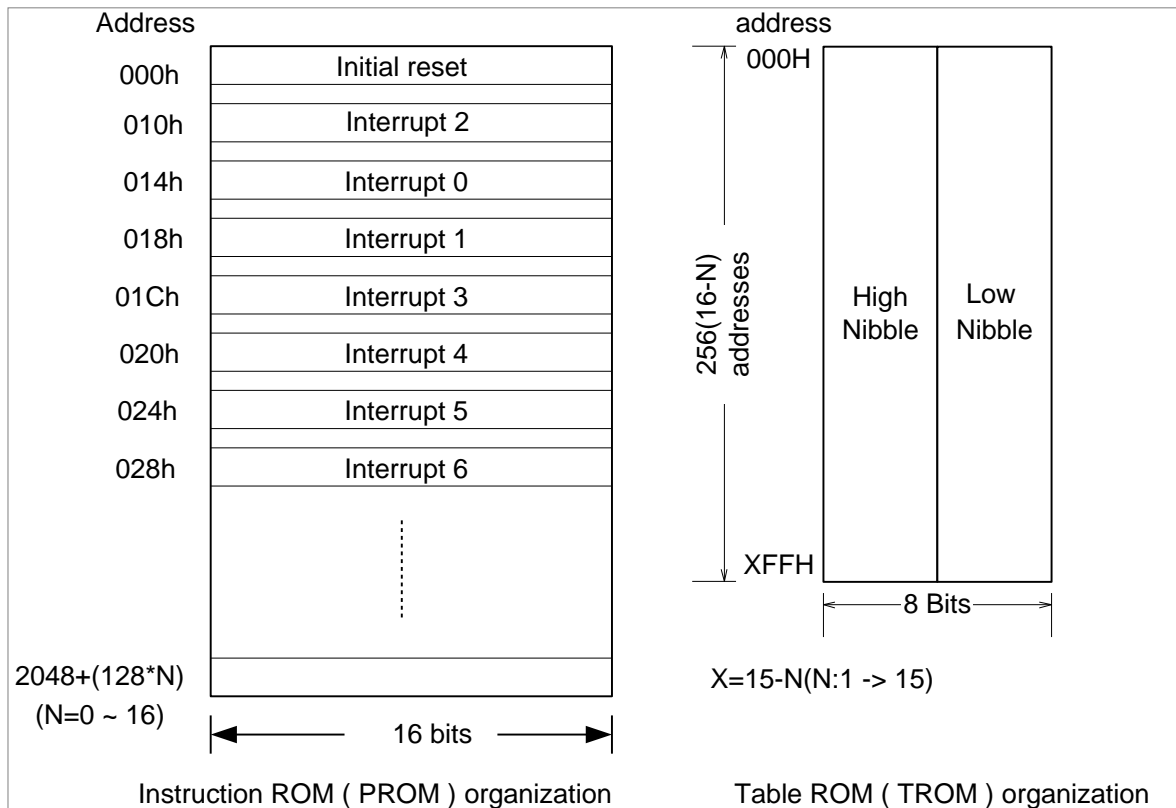 Address
000h
Initial reset
010h
Interrupt 2
014h
Interrupt 0
018h
Interrupt 1
01Ch
Interrupt 3
020h
Interrupt 4
024h
Interrupt 5
028h
Interrupt 6
2048+(128*N)
(N=0 ~ 16)
16 bits
Instruction ROM ( PROM ) organization
address
000H
256(16-N)
addresses
High
Nibble
Low
Nibble
XFFH
8 Bits
X=15-N(N:1 -> 15)
Table ROM ( TROM ) organization